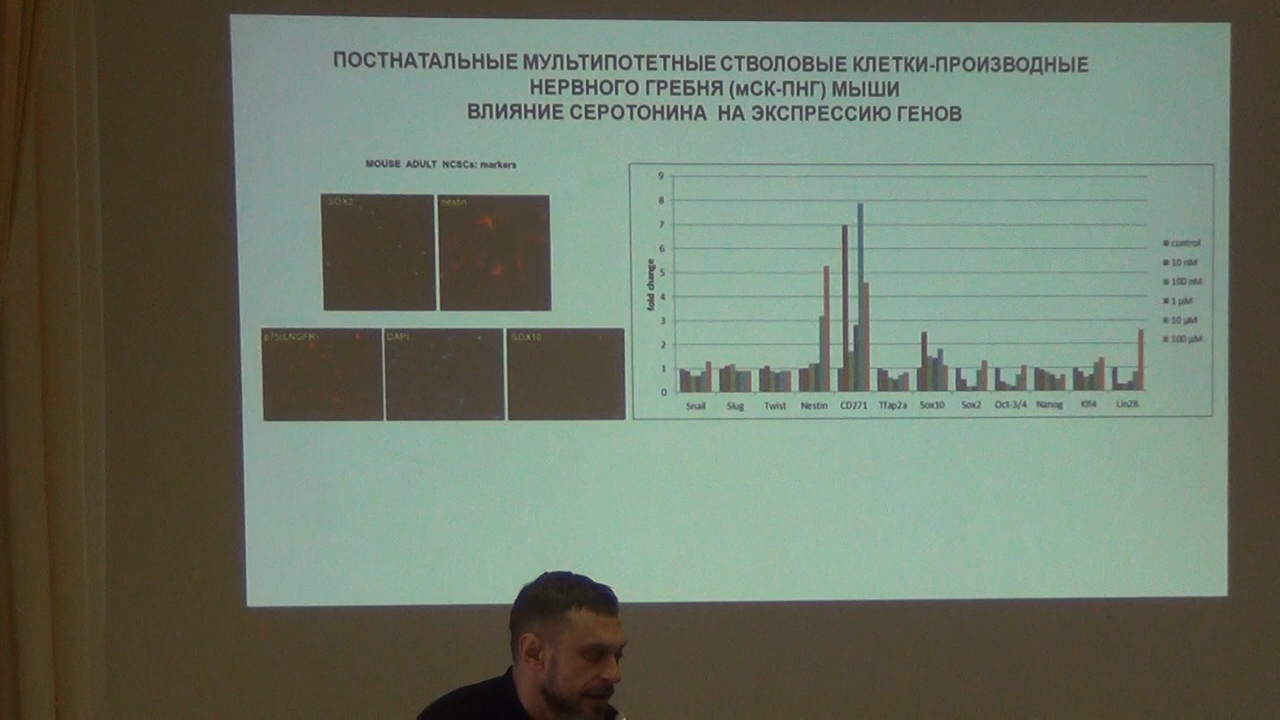 ПОСТНАТАЛЬНЫЕ МУЛЬТИПОТЕТНЫЕ СТВОЛОВЫЕ КЛЕТКИ-ПРОИЗВОДНЫЕ
НЕРВНОГО ГРЕБНЯ (мСК-ПНГ) МЫШИ
ВЛИЯНИЕ СЕРОТОНИНА НА ЭКСПРЕССИЮ ГЕНОВ
MOUSE ADULT NCSCs: markers
SOX2 nestin
p75(LNGFR) DAPI SOX10
fold change
9
8
7
6
5
4
3
2
1
0
Snail Slug Twist Nestin CD271 Tfap2a Sox10 Sox2 Oct-3/4 Nanog Klf4 Lin28
control
10 nM
100 nM
1 µM
10 µM
100 µM